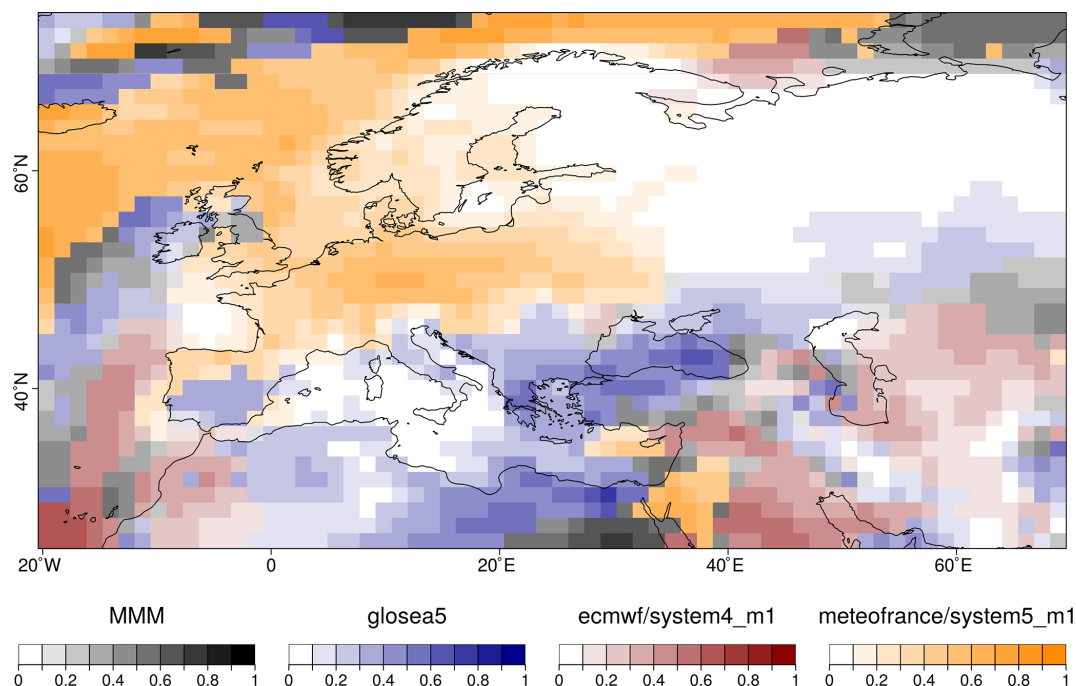 60°N
40°N
20°W 0 20°E 40°E 60°E
MMM glosea5 ecmwf/system4_m1 meteofrance/system5_m1
0 0.2 0.4 0.6 0.8 1 0 0.2 0.4 0.6 0.8 1 0 0.2 0.4 0.6 0.8 1 0 0.2 0.4 0.6 0.8 1